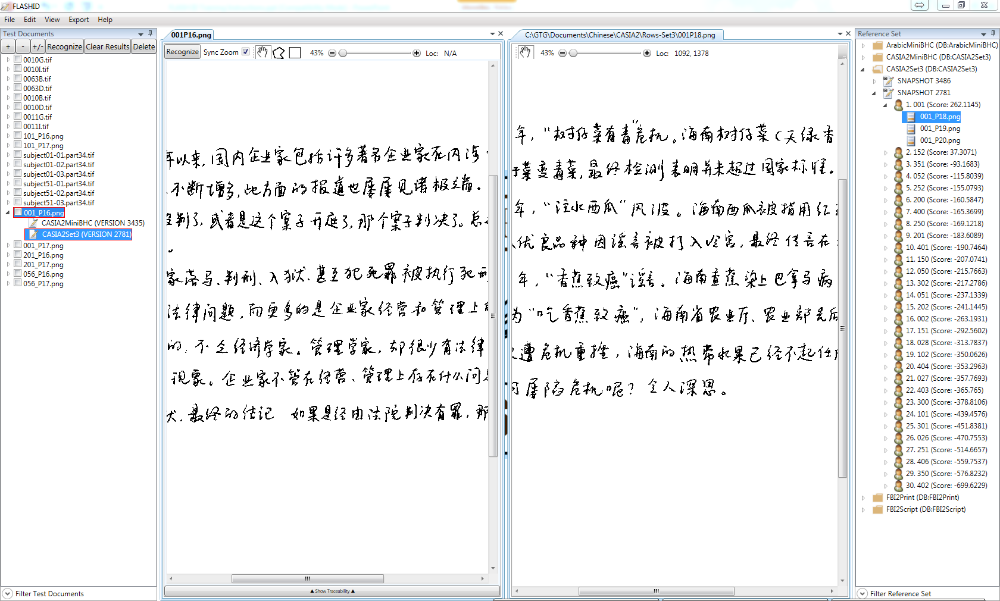 FLASHID
File Edit View Export Help
Test Documents
+ - +/- Recognize Clear Results Delete
0010G.tif
0010I.tif
0063B.tif
0063D.tif
0010B.tif
0010D.tif
0011G.tif
0011I.tif
101_P16.png
101_P17.png
subject01-01.part34.tif
subject01-02.part34.tif
subject01-03.part34.tif
subject51-01.part34.tif
subject51-02.part34.tif
subject51-03.part34.tif
001_P16.png
CASIA2MiniBHC (VERSION 3435)
CASIA2Set3 (VERSION 2781)
001_P17.png
201_P16.png
201_P17.png
056_P16.png
056_P17.png
Filter Test Documents
001P16.png
Recognize Sync Zoom 43% Loc: N/A
年以来,国内企业家包括许多著名企业家在内涉
不断增多,此方面的报道也屡屡见诸报端。
判了,或者是这个案子开庭了,那个案子判决了。总
。
家落马、判刑、入狱、甚至犯死罪被执行死刑
法律问题,而更多的是企业家经营和管理上
的,不乏经济学家。管理学家,却很少有法律
现象。企业家不管在经营、管理上存在什么问
最终的结 如果是经由法院判决有罪,那
▲ Show Traceability ▲
C:\GTG\Documents\Chinese\CASIA2\Rows-Set3\001P18.png
43% Loc: 1092, 1378
年,“树仔菜有毒”危机。海南树仔菜(天绿香
菜变毒菜,最终检测表明并未超过国家标准。
年,“注水西瓜”风波。海南西瓜被指用红
优良品种因谣言被打入冷宫,最终传言在
年,“香蕉致癌”谣言。海南香蕉染上巴拿马病
为“吃香蕉致癌”,海南省农业厅、农业部先后
又遭危机重挫,海南的热带水果已经不起任
屡陷危机呢?令人深思。
Reference Set
ArabicMiniBHC (DB:ArabicMiniBHC)
CASIA2MiniBHC (DB:CASIA2Set3)
CASIA2Set3 (DB:CASIA2Set3)
SNAPSHOT 3486
SNAPSHOT 2781
1. 001 (Score: 262.1145)
001_P18.png
001_P19.png
001_P20.png
2. 152 (Score: 37.3071)
3. 351 (Score: -93.1683)
4. 052 (Score: -115.8039)
5. 252 (Score: -155.0793)
6. 200 (Score: -160.5847)
7. 400 (Score: -165.3699)
8. 250 (Score: -169.1218)
9. 201 (Score: -183.6089)
10. 401 (Score: -190.7464)
11. 150 (Score: -207.0741)
12. 050 (Score: -215.7663)
13. 302 (Score: -217.2786)
14. 051 (Score: -237.1339)
15. 202 (Score: -241.1445)
16. 002 (Score: -263.1931)
17. 151 (Score: -292.5602)
18. 028 (Score: -313.7837)
19. 102 (Score: -350.0626)
20. 404 (Score: -353.2963)
21. 027 (Score: -357.7693)
22. 403 (Score: -365.765)
23. 300 (Score: -378.8106)
24. 101 (Score: -439.4576)
25. 301 (Score: -451.8381)
26. 026 (Score: -470.7553)
27. 251 (Score: -514.6657)
28. 406 (Score: -559.7537)
29. 350 (Score: -576.8232)
30. 402 (Score: -699.6229)
FBI2Print (DB:FBI2Print)
FBI2Script (DB:FBI2Script)
Filter Reference Set